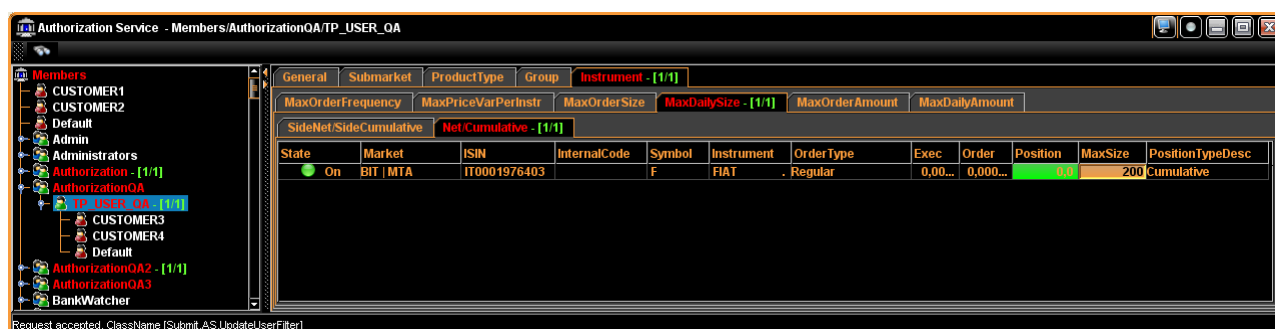 Authorization Service - Members/AuthorizationQA/TP_USER_QA
Members
CUSTOMER1
CUSTOMER2
Default
Admin
Administrators
Authorization - [1/1]
AuthorizationQA
TP_USER_QA - [1/1]
CUSTOMER3
CUSTOMER4
Default
AuthorizationQA2 - [1/1]
AuthorizationQA3
BankWatcher
General Submarket ProductType Group Instrument - [1/1]
MaxOrderFrequency MaxPriceVarPerInstr MaxOrderSize MaxDailySize - [1/1] MaxOrderAmount MaxDailyAmount
SideNet/SideCumulative Net/Cumulative - [1/1]
State Market ISIN InternalCode Symbol Instrument OrderType Exec Order Position MaxSize PositionTypeDesc
On BIT | MTA IT0001976403 F FIAT . Regular 0,00... 0,000... 0,0 200 Cumulative
Request accepted. ClassName [Submit.AS.UpdateUserFilter]